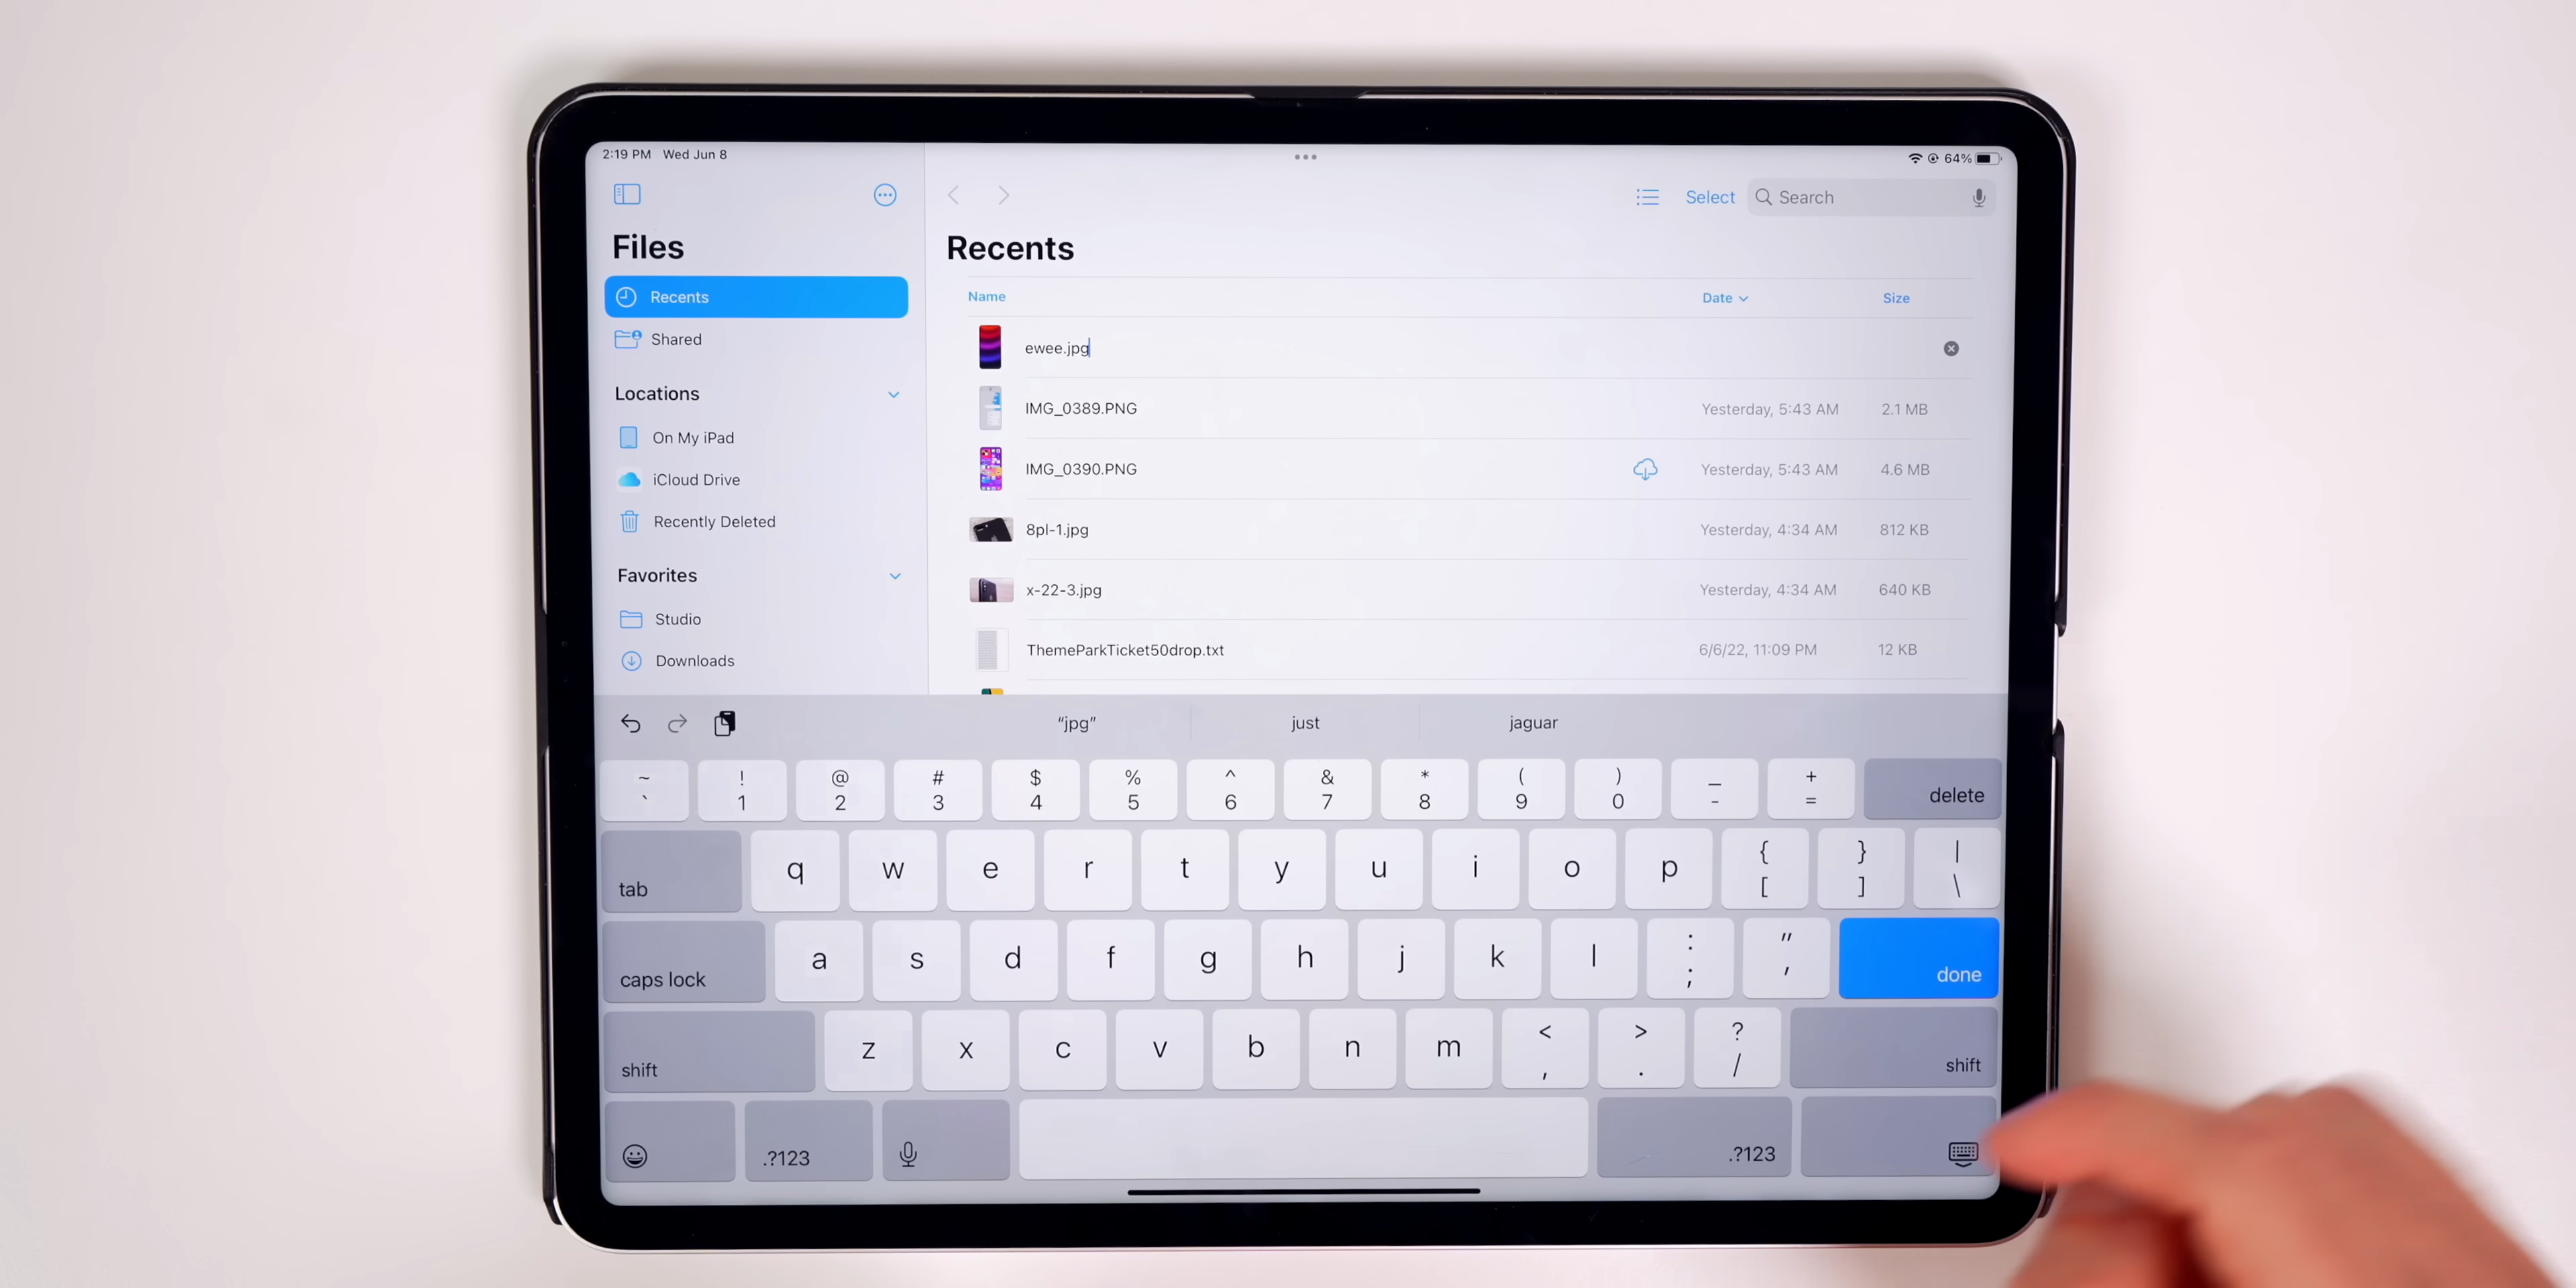 2:19 PM Wed Jun 8
64%
Files
Recents
Shared
Locations
On My iPad
iCloud Drive
Recently Deleted
Favorites
Studio
Downloads
Select
Search
Recents
Name Date Size
ewee.jpg
IMG_0389.PNG Yesterday, 5:43 AM 2.1 MB
IMG_0390.PNG Yesterday, 5:43 AM 4.6 MB
8pl-1.jpg Yesterday, 4:34 AM 812 KB
x-22-3.jpg Yesterday, 4:34 AM 640 KB
ThemeParkTicket50drop.txt 6/6/22, 11:09 PM 12 KB
“jpg” just jaguar
~ ! @ # $ % ^ & * ( ) _ +
` 1 2 3 4 5 6 7 8 9 0 - = delete
{ } |
tab q w e r t y u i o p [ ] \
: "
caps lock a s d f g h j k l ; ' done
< > ?
shift z x c v b n m , . / shift
.?123 .?123